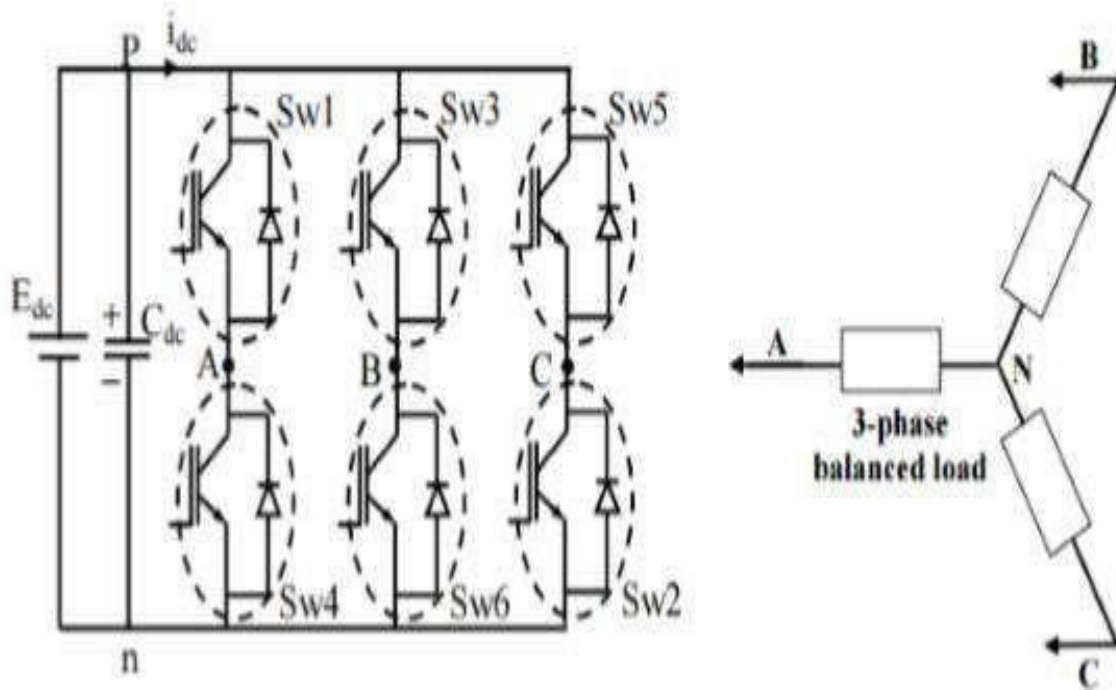 P
i_dc
Sw1
Sw3
Sw5
E_dc
+
C_dc
−
A
B
C
Sw4
Sw6
Sw2
n
B
A
N
3-phase
balanced load
C